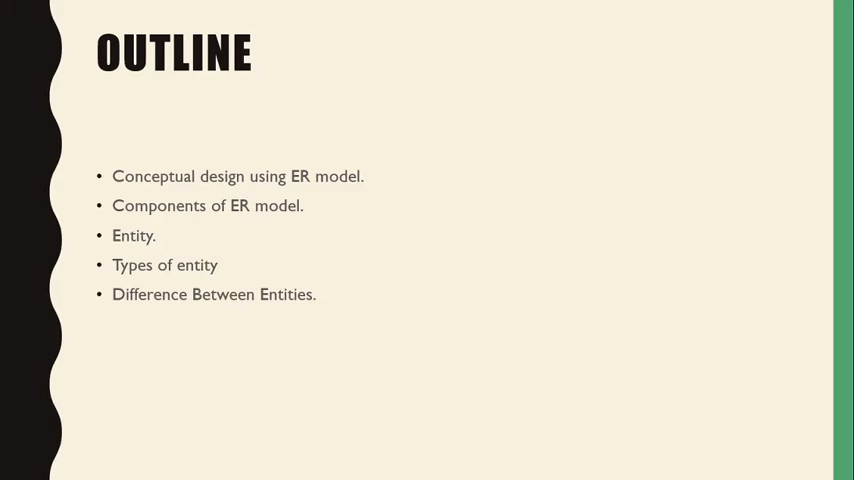 OUTLINE
• Conceptual design using ER model.
• Components of ER model.
• Entity.
• Types of entity
• Difference Between Entities.